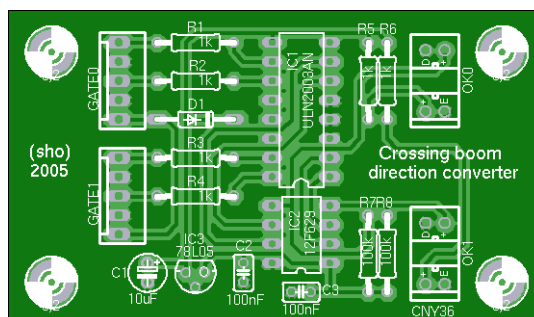 R1
1k
R2
1k
D1
R3
1k
R4
1k
GATE0
GATE1
IC1
ULN2003AN
R5 R6
1k
1k
D +
+ E
OK0
(sho)
2005
Crossing boom
direction converter
IC2
12F629
R7 R8
100k
100k
D +
+ E
OK1
CNY36
IC3
78L05
C1
+
10uF
C2
100nF
C3
100nF